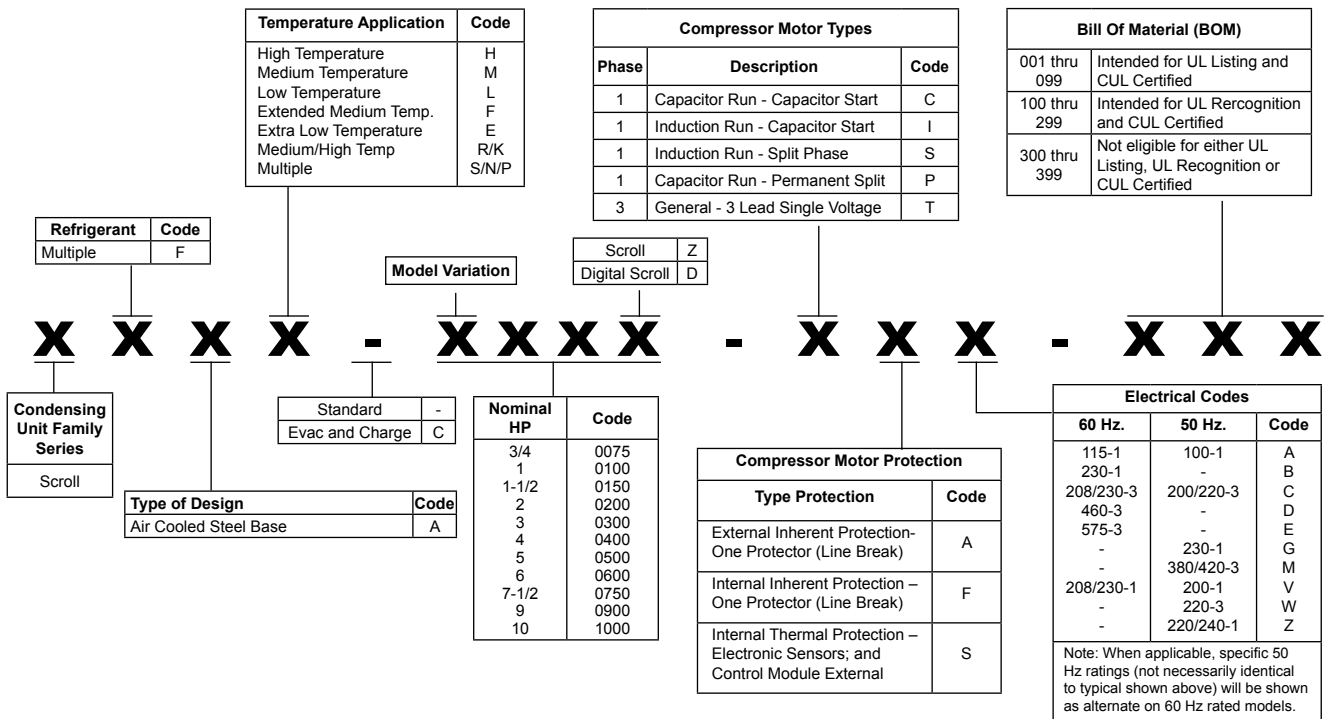 Temperature Application Code
High Temperature H
Medium Temperature M
Low Temperature L
Extended Medium Temp. F
Extra Low Temperature E
Medium/High Temp R/K
Multiple S/N/P
Compressor Motor Types
Phase Description Code
1 Capacitor Run - Capacitor Start C
1 Induction Run - Capacitor Start I
1 Induction Run - Split Phase S
1 Capacitor Run - Permanent Split P
3 General - 3 Lead Single Voltage T
Bill Of Material (BOM)
001 thru 099 Intended for UL Listing and
CUL Certified
100 thru 299 Intended for UL Rercognition
and CUL Certified
300 thru 399 Not eligible for either UL
Listing, UL Recognition or
CUL Certified
Refrigerant Code
Multiple F
Model Variation
Scroll Z
Digital Scroll D
X X X X - X X X X - X X X - X X X
Condensing
Unit Family
Series
Scroll
Type of Design Code
Air Cooled Steel Base A
Standard -
Evac and Charge C
Nominal HP Code
3/4 0075
1 0100
1-1/2 0150
2 0200
3 0300
4 0400
5 0500
6 0600
7-1/2 0750
9 0900
10 1000
Compressor Motor Protection
Type Protection Code
External Inherent Protection-
One Protector (Line Break) A
Internal Inherent Protection –
One Protector (Line Break) F
Internal Thermal Protection –
Electronic Sensors; and
Control Module External S
Electrical Codes
60 Hz. 50 Hz. Code
115-1 100-1 A
230-1 - B
208/230-3 200/220-3 C
460-3 - D
575-3 - E
- 230-1 G
- 380/420-3 M
208/230-1 200-1 V
- 220-3 W
- 220/240-1 Z
Note: When applicable, specific 50
Hz ratings (not necessarily identical
to typical shown above) will be shown
as alternate on 60 Hz rated models.